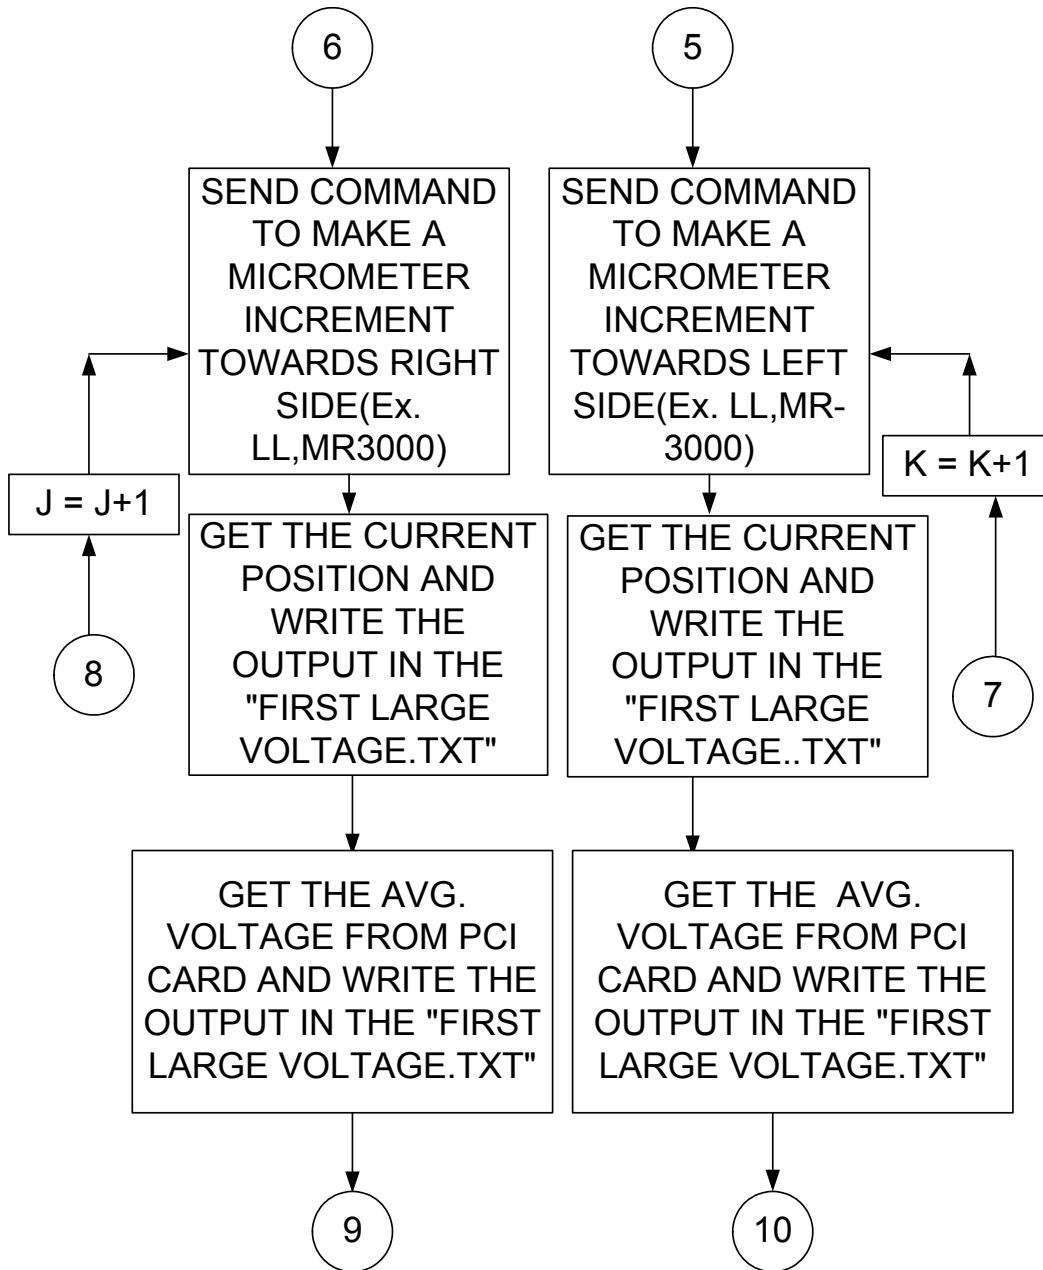 6
5
SEND COMMAND
TO MAKE A
MICROMETER
INCREMENT
TOWARDS RIGHT
SIDE(Ex.
LL,MR3000)
SEND COMMAND
TO MAKE A
MICROMETER
INCREMENT
TOWARDS LEFT
SIDE(Ex. LL,MR-
3000)
J = J+1
K = K+1
GET THE CURRENT
POSITION AND
WRITE THE
OUTPUT IN THE
"FIRST LARGE
VOLTAGE.TXT"
GET THE CURRENT
POSITION AND
WRITE THE
OUTPUT IN THE
"FIRST LARGE
VOLTAGE..TXT"
8
7
GET THE AVG.
VOLTAGE FROM PCI
CARD AND WRITE THE
OUTPUT IN THE "FIRST
LARGE VOLTAGE.TXT"
GET THE  AVG.
VOLTAGE FROM PCI
CARD AND WRITE THE
OUTPUT IN THE "FIRST
LARGE VOLTAGE.TXT"
9
10